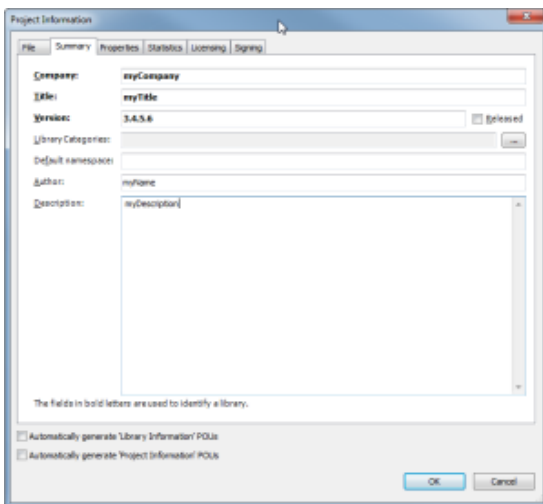 Project Information
File Summary Properties Statistics Licensing Signing
Company: myCompany
Title: myTitle
Version: 3.4.5.6 Released
Library Categories: ...
Default namespace:
Author: myName
Description: myDescription
The fields in bold letters are used to identify a library.
Automatically generate 'Library Information' POUs
Automatically generate 'Project Information' POUs
OK Cancel